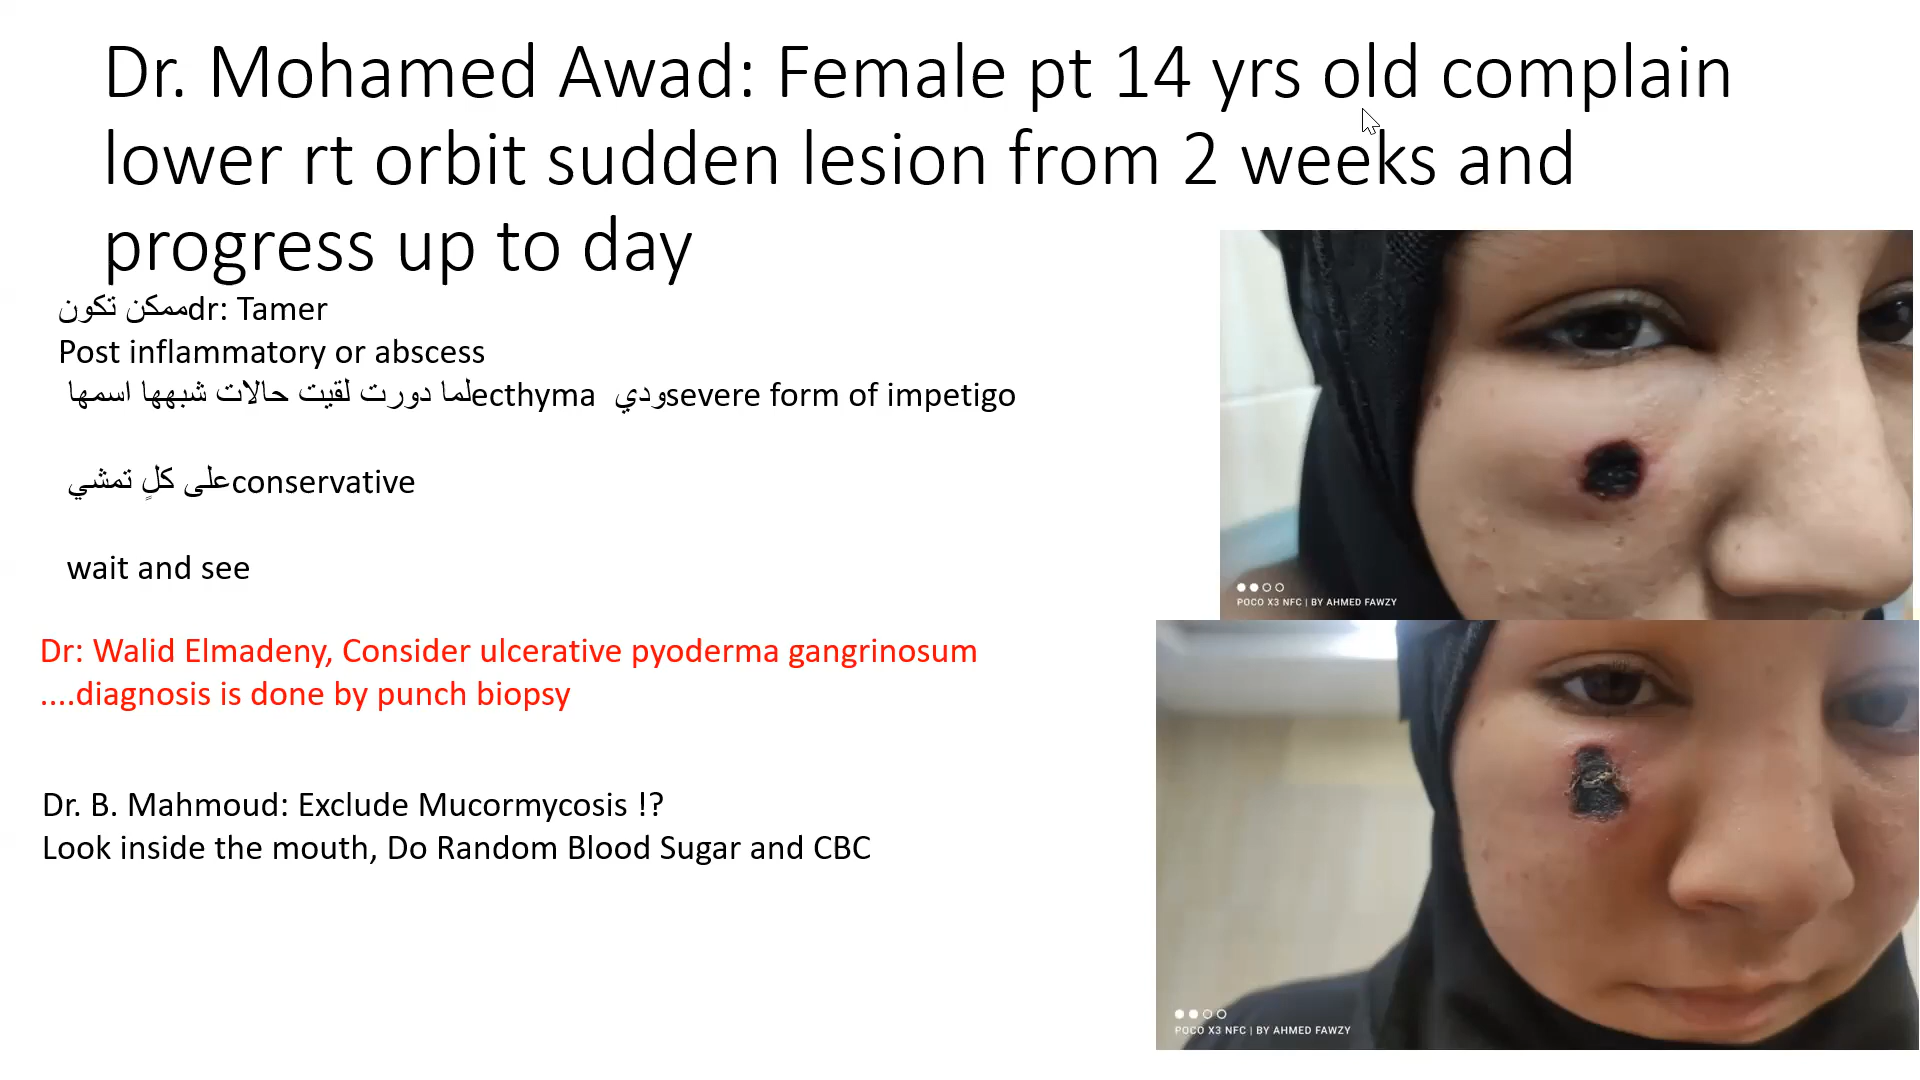 Dr. Mohamed Awad: Female pt 14 yrs old complain
lower rt orbit sudden lesion from 2 weeks and
progress up to day
ممكن تكونdr: Tamer
Post inflammatory or abscess
لما دورت لقيت حالات شبهها اسمهاecthyma وديsevere form of impetigo
على كلٍ تمشيconservative
wait and see
Dr: Walid Elmadeny, Consider ulcerative pyoderma gangrinosum
....diagnosis is done by punch biopsy
Dr. B. Mahmoud: Exclude Mucormycosis !?
Look inside the mouth, Do Random Blood Sugar and CBC
POCO X3 NFC | BY AHMED FAWZY
POCO X3 NFC | BY AHMED FAWZY